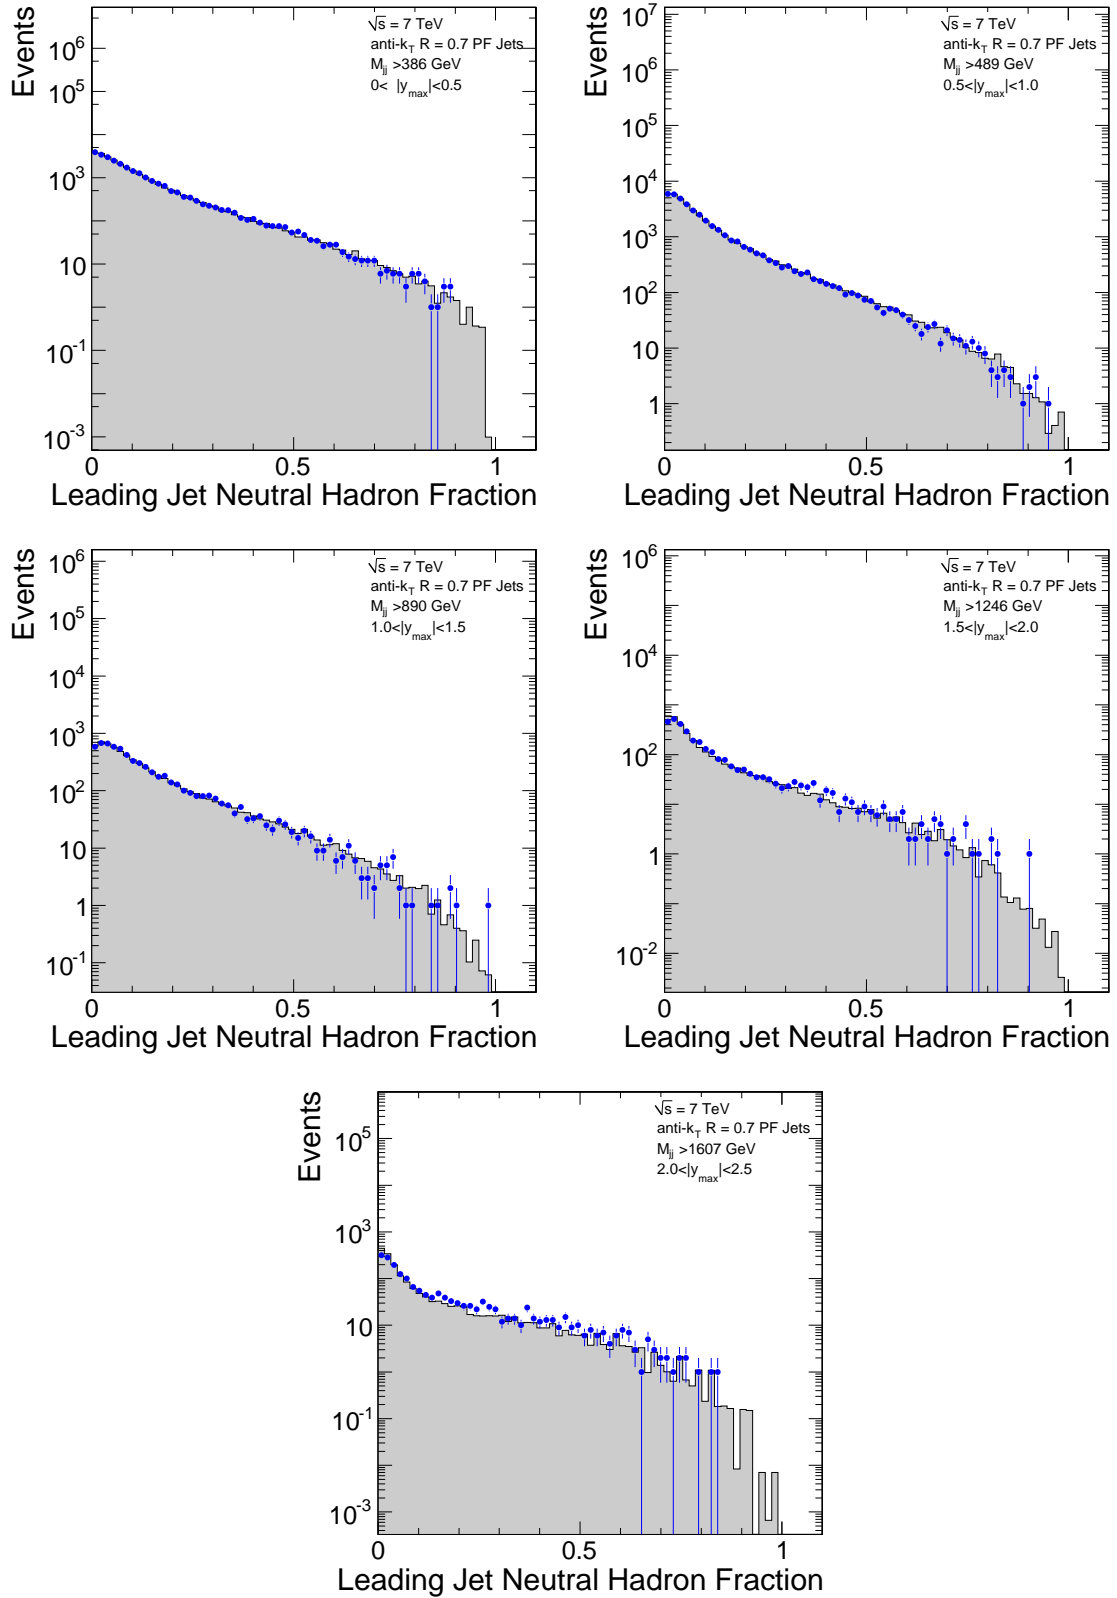 Events
√s = 7 TeV
anti-k_T R = 0.7 PF Jets
M_jj >386 GeV
0< |y_max|<0.5
10^6
10^5
10^3
10
10^-1
10^-3
0 0.5 1
Leading Jet Neutral Hadron Fraction
Events
√s = 7 TeV
anti-k_T R = 0.7 PF Jets
M_jj >489 GeV
0.5<|y_max|<1.0
10^7
10^6
10^5
10^4
10^3
10^2
10
1
0 0.5 1
Leading Jet Neutral Hadron Fraction
Events
√s = 7 TeV
anti-k_T R = 0.7 PF Jets
M_jj >890 GeV
1.0<|y_max|<1.5
10^6
10^5
10^4
10^3
10^2
10
1
10^-1
0 0.5 1
Leading Jet Neutral Hadron Fraction
Events
√s = 7 TeV
anti-k_T R = 0.7 PF Jets
M_jj >1246 GeV
1.5<|y_max|<2.0
10^6
10^4
10^2
1
10^-2
0 0.5 1
Leading Jet Neutral Hadron Fraction
Events
√s = 7 TeV
anti-k_T R = 0.7 PF Jets
M_jj >1607 GeV
2.0<|y_max|<2.5
10^5
10^3
10
10^-1
10^-3
0 0.5 1
Leading Jet Neutral Hadron Fraction